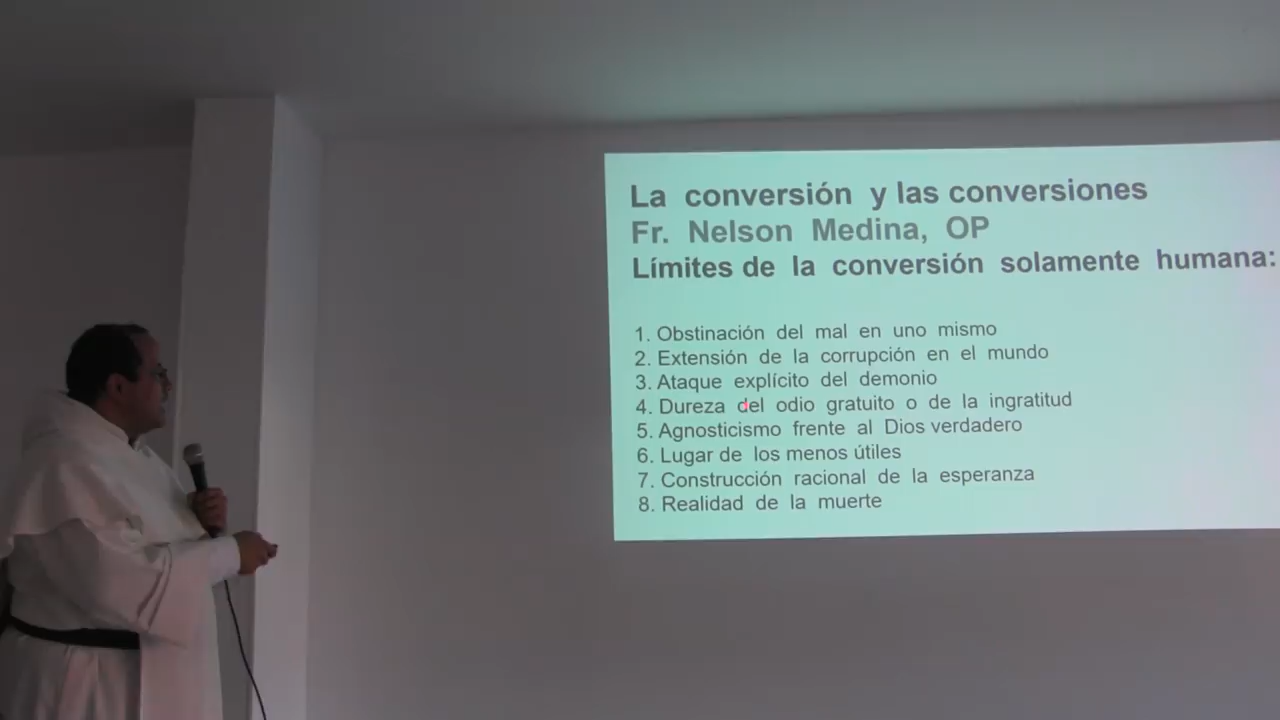 La conversión y las conversiones
Fr. Nelson Medina, OP
Límites de la conversión solamente humana:
1. Obstinación del mal en uno mismo
2. Extensión de la corrupción en el mundo
3. Ataque explícito del demonio
4. Dureza del odio gratuito o de la ingratitud
5. Agnosticismo frente al Dios verdadero
6. Lugar de los menos útiles
7. Construcción racional de la esperanza
8. Realidad de la muerte